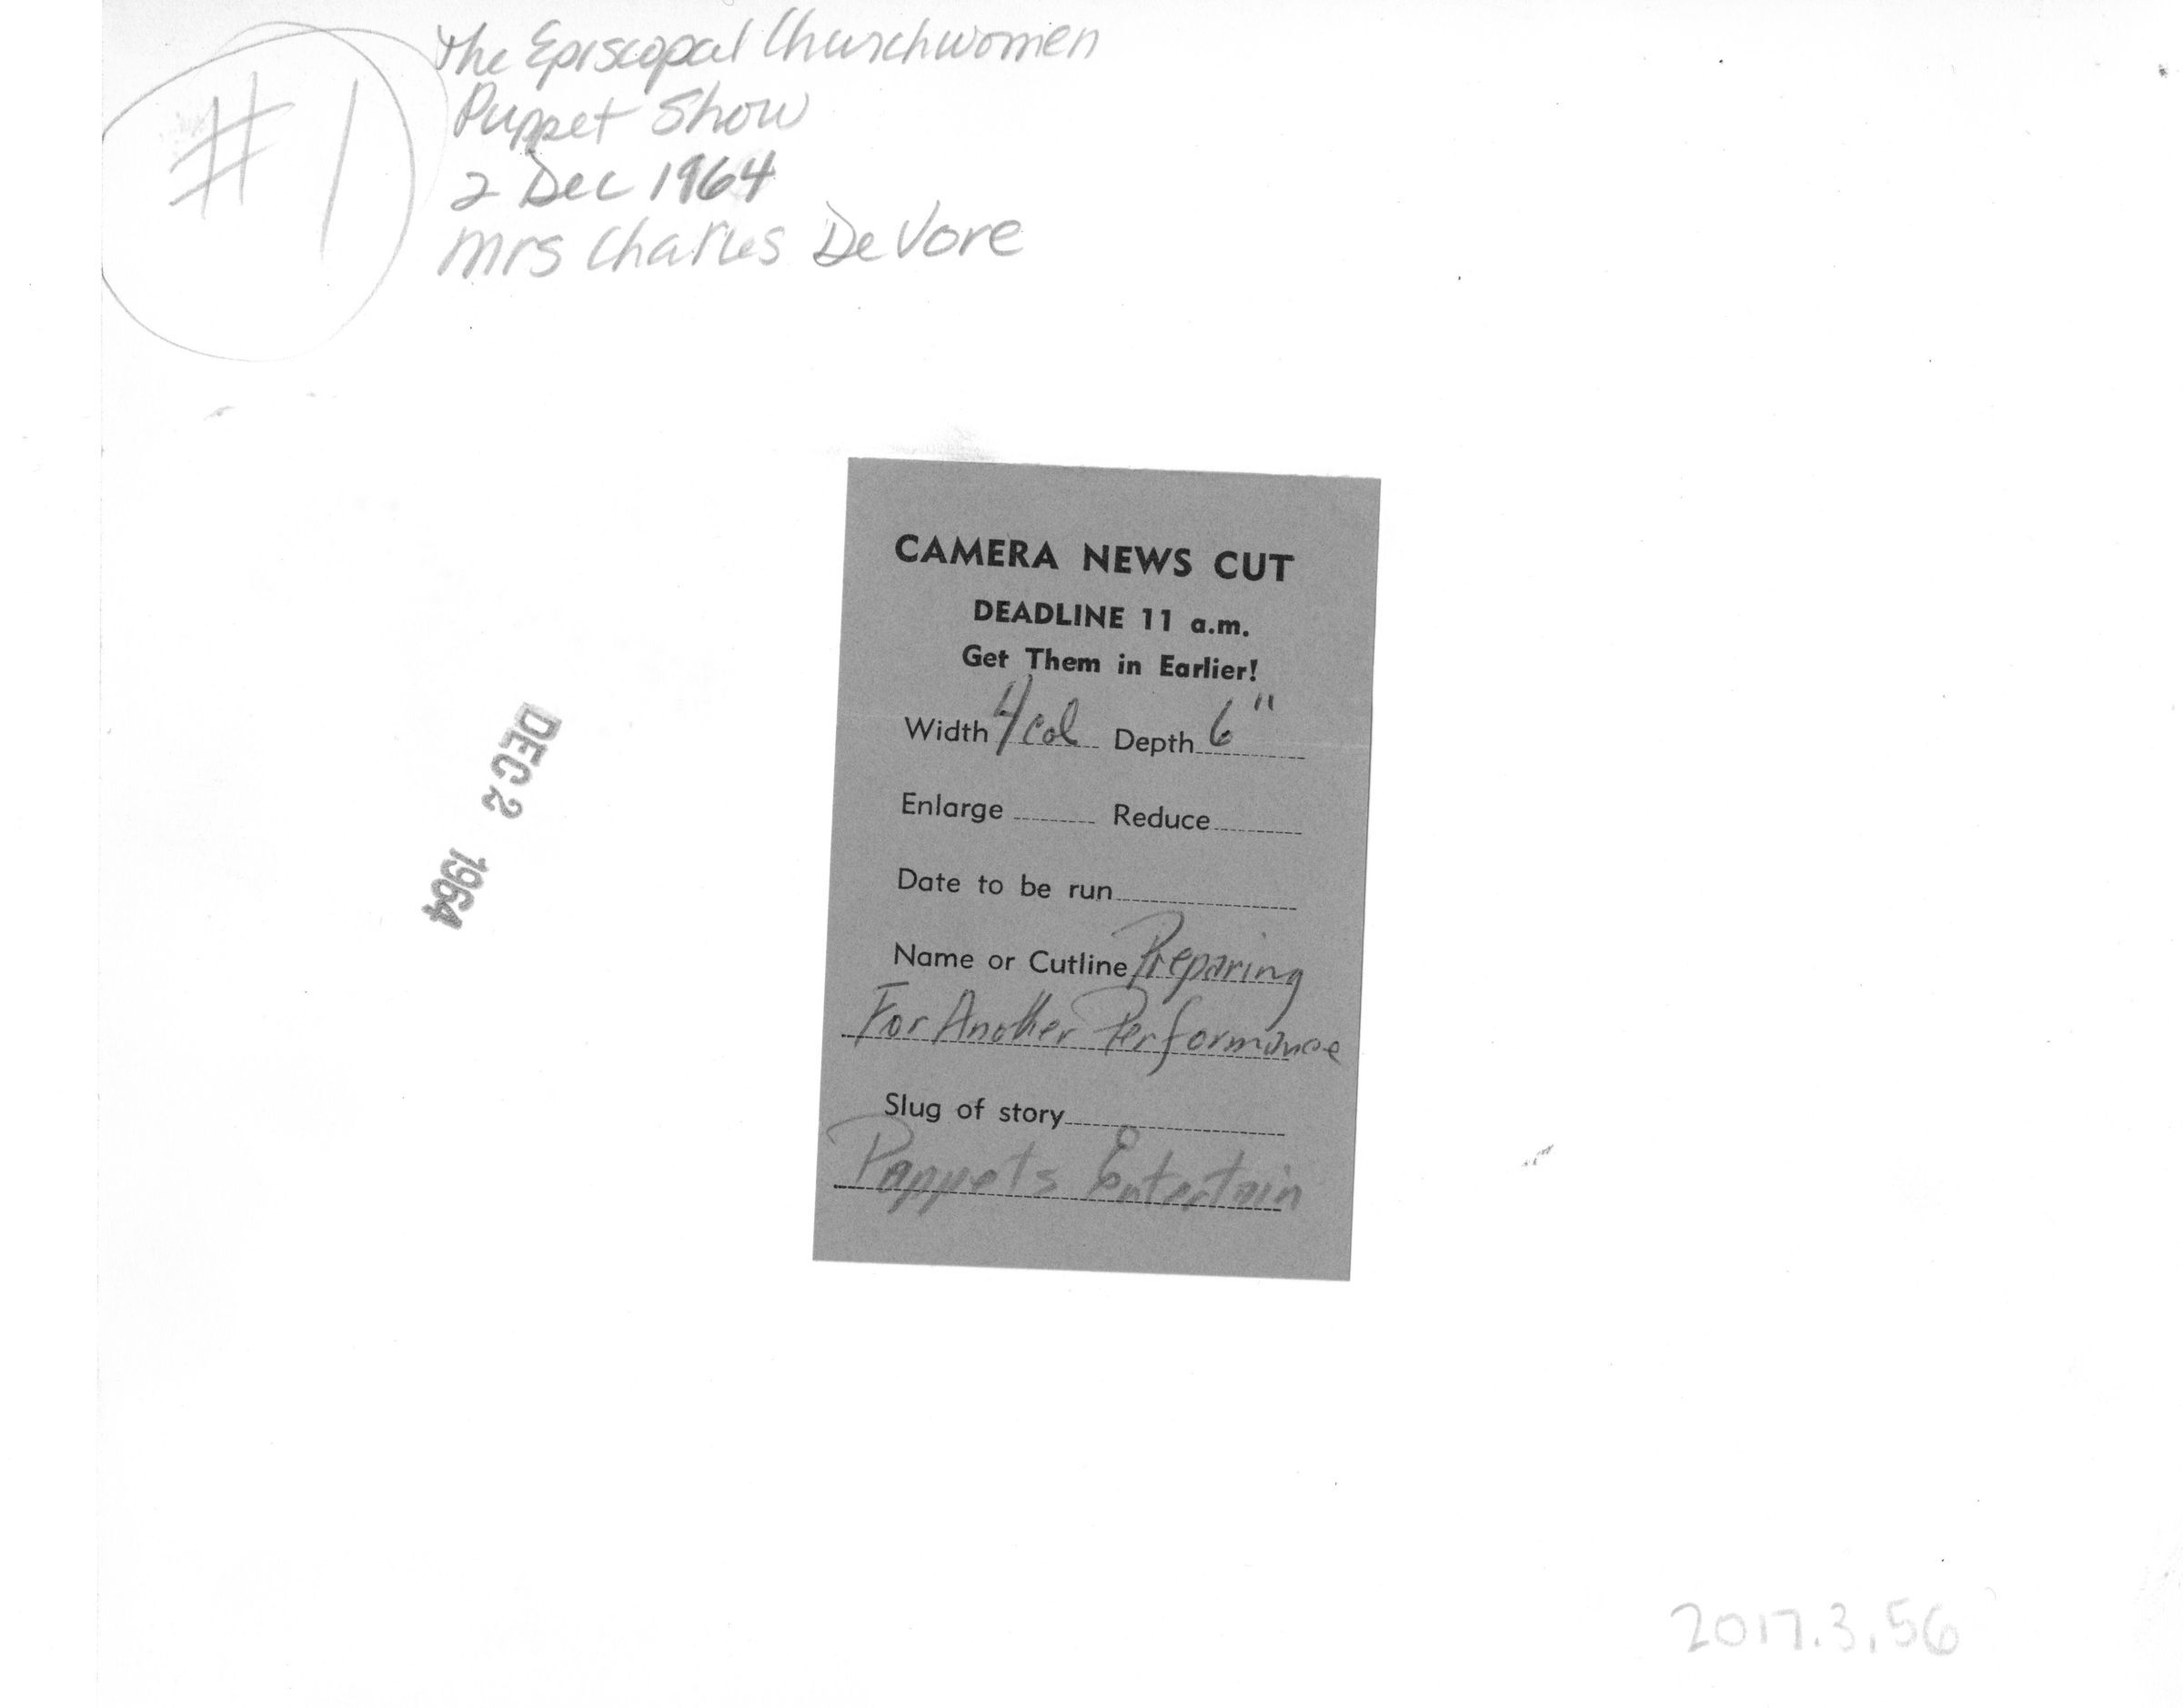 #1
The Episcopal Churchwomen
Puppet Show
2 Dec 1964
Mrs Charles DeVore
CAMERA NEWS CUT
DEADLINE 11 a.m.
Get Them in Earlier!
Width 4 col Depth 6"
Enlarge Reduce
Date to be run
Name or Cutline Preparing
For Another Performance
Slug of story
Puppets Entertain
DEC 2 1964
2017.3.56